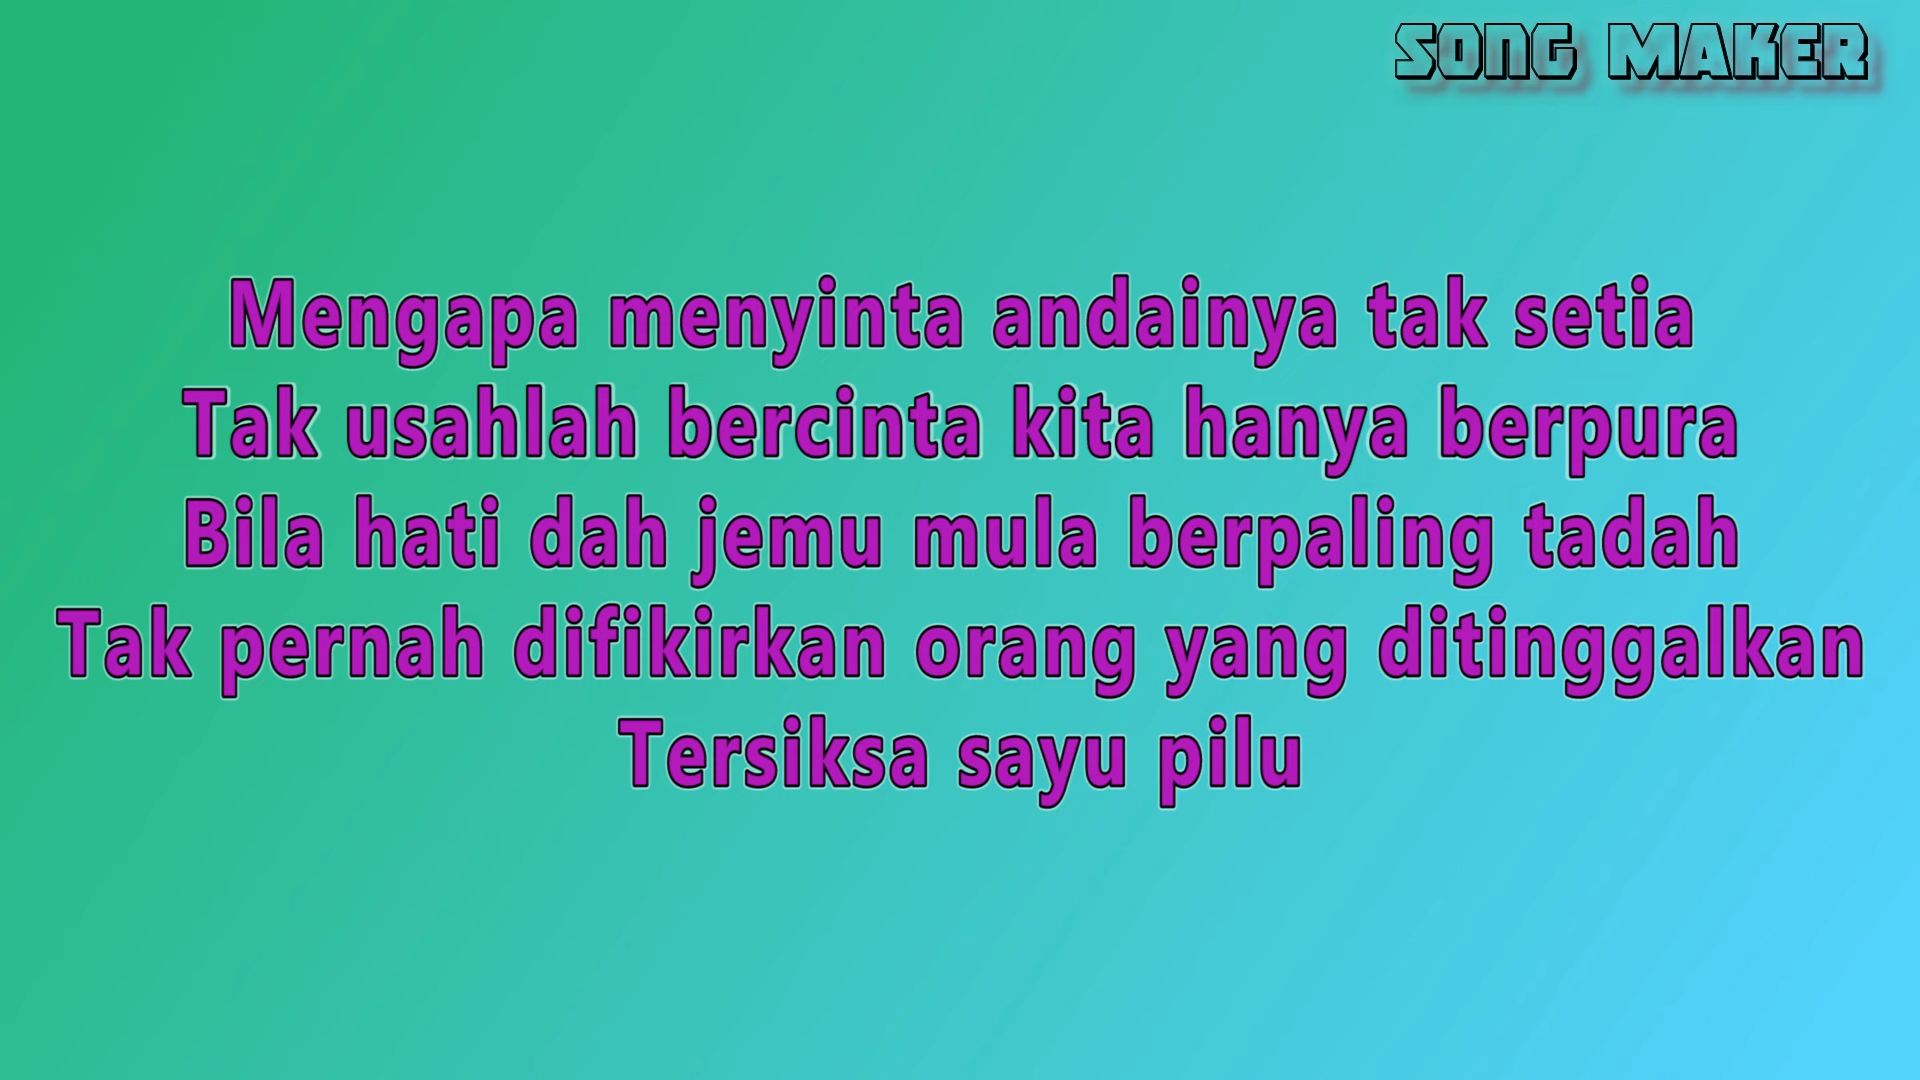 SONG MAKER
Mengapa menyinta andainya tak setia
Tak usahlah bercinta kita hanya berpura
Bila hati dah jemu mula berpaling tadah
Tak pernah difikirkan orang yang ditinggalkan
Tersiksa sayu pilu